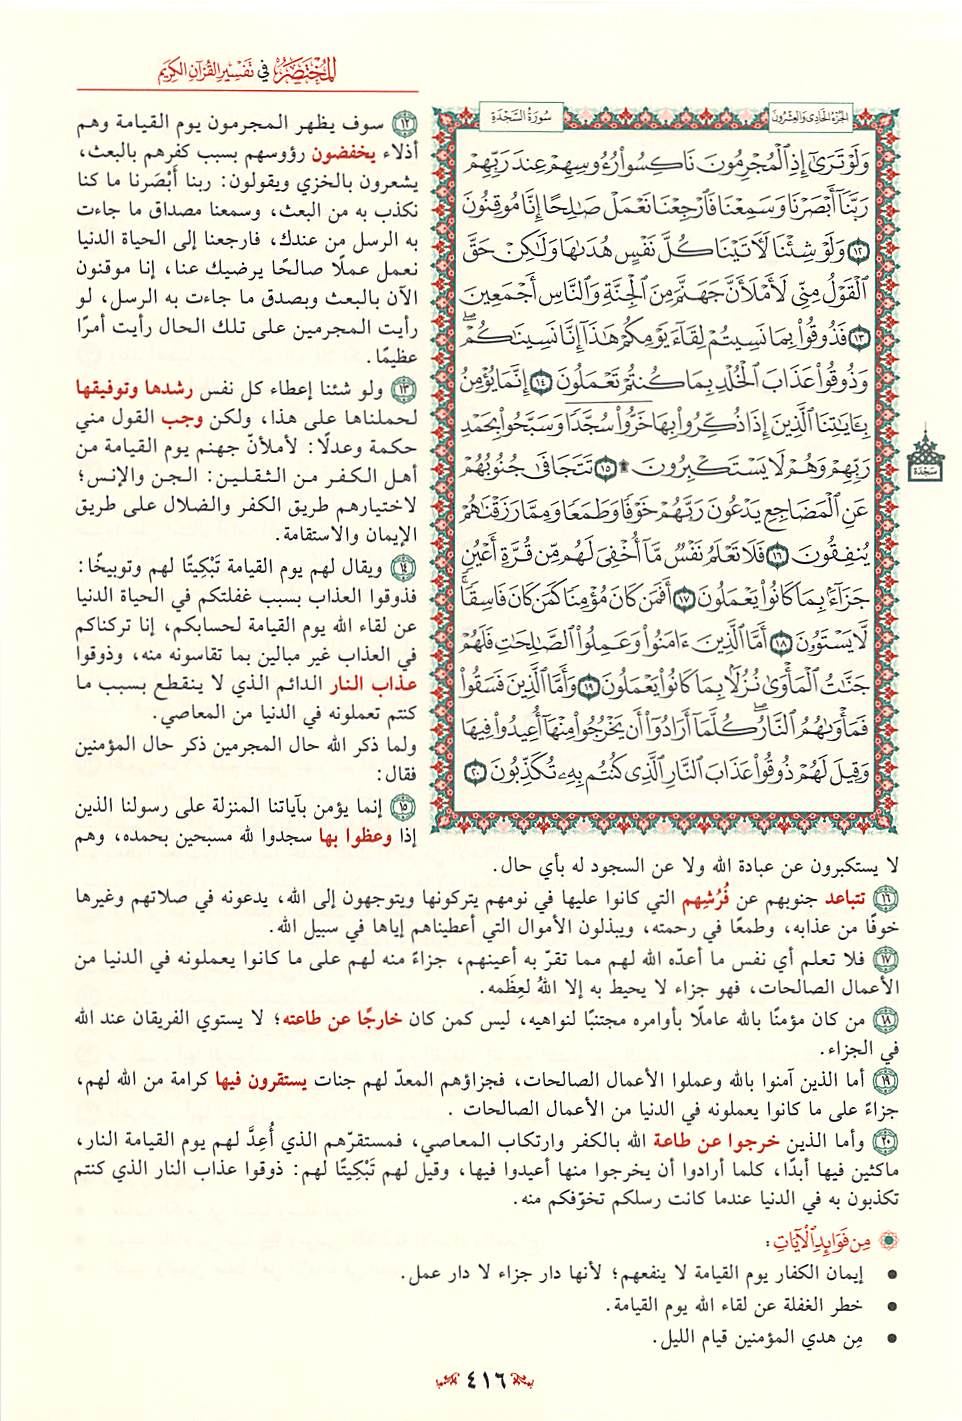 المختصر في تفسير القرآن الكريم
الجزء الحادي والعشرون
سورة السجدة
وَلَوْ تَرَىٰٓ إِذِ ٱلْمُجْرِمُونَ نَاكِسُوا۟ رُءُوسِهِمْ عِندَ رَبِّهِمْ
رَبَّنَآ أَبْصَرْنَا وَسَمِعْنَا فَٱرْجِعْنَا نَعْمَلْ صَٰلِحًا إِنَّا مُوقِنُونَ
١٢ وَلَوْ شِئْنَا لَءَاتَيْنَا كُلَّ نَفْسٍ هُدَىٰهَا وَلَٰكِنْ حَقَّ
ٱلْقَوْلُ مِنِّى لَأَمْلَأَنَّ جَهَنَّمَ مِنَ ٱلْجِنَّةِ وَٱلنَّاسِ أَجْمَعِينَ
١٣ فَذُوقُوا۟ بِمَا نَسِيتُمْ لِقَآءَ يَوْمِكُمْ هَٰذَآ إِنَّا نَسِينَٰكُمْ ۖ
وَذُوقُوا۟ عَذَابَ ٱلْخُلْدِ بِمَا كُنتُمْ تَعْمَلُونَ ١٤ إِنَّمَا يُؤْمِنُ
بِـَٔايَٰتِنَا ٱلَّذِينَ إِذَا ذُكِّرُوا۟ بِهَا خَرُّوا۟ سُجَّدًا وَسَبَّحُوا۟ بِحَمْدِ
رَبِّهِمْ وَهُمْ لَا يَسْتَكْبِرُونَ ۩ ١٥ تَتَجَافَىٰ جُنُوبُهُمْ
سجدة
عَنِ ٱلْمَضَاجِعِ يَدْعُونَ رَبَّهُمْ خَوْفًا وَطَمَعًا وَمِمَّا رَزَقْنَٰهُمْ
يُنفِقُونَ ١٦ فَلَا تَعْلَمُ نَفْسٌ مَّآ أُخْفِىَ لَهُم مِّن قُرَّةِ أَعْيُنٍ
جَزَآءًۢ بِمَا كَانُوا۟ يَعْمَلُونَ ١٧ أَفَمَن كَانَ مُؤْمِنًا كَمَن كَانَ فَاسِقًا ۚ
لَّا يَسْتَوُۥنَ ١٨ أَمَّا ٱلَّذِينَ ءَامَنُوا۟ وَعَمِلُوا۟ ٱلصَّٰلِحَٰتِ فَلَهُمْ
جَنَّٰتُ ٱلْمَأْوَىٰ نُزُلًۢا بِمَا كَانُوا۟ يَعْمَلُونَ ١٩ وَأَمَّا ٱلَّذِينَ فَسَقُوا۟
فَمَأْوَىٰهُمُ ٱلنَّارُ ۖ كُلَّمَآ أَرَادُوٓا۟ أَن يَخْرُجُوا۟ مِنْهَآ أُعِيدُوا۟ فِيهَا
وَقِيلَ لَهُمْ ذُوقُوا۟ عَذَابَ ٱلنَّارِ ٱلَّذِى كُنتُم بِهِۦ تُكَذِّبُونَ ٢٠
١٢ سوف يظهر المجرمون يوم القيامة وهم
أذلاء يخفضون رؤوسهم بسبب كفرهم بالبعث،
يشعرون بالخزي ويقولون: ربنا أَبْصَرنا ما كنا
نكذب به من البعث، وسمعنا مصداق ما جاءت
به الرسل من عندك، فارجعنا إلى الحياة الدنيا
نعمل عملًا صالحًا يرضيك عنا، إنا موقنون
الآن بالبعث وبصدق ما جاءت به الرسل، لو
رأيت المجرمين على تلك الحال رأيت أمرًا
عظيمًا.
١٣ ولو شئنا إعطاء كل نفس رشدها وتوفيقها
لحملناها على هذا، ولكن وجب القول مني
حكمة وعدلًا: لأملأنّ جهنم يوم القيامة من
أهل الكفر من الثقلين: الجن والإنس؛
لاختيارهم طريق الكفر والضلال على طريق
الإيمان والاستقامة.
١٤ ويقال لهم يوم القيامة تَبْكِيتًا لهم وتوبيخًا:
فذوقوا العذاب بسبب غفلتكم في الحياة الدنيا
عن لقاء الله يوم القيامة لحسابكم، إنا تركناكم
في العذاب غير مبالين بما تقاسونه منه، وذوقوا
عذاب النار الدائم الذي لا ينقطع بسبب ما
كنتم تعملونه في الدنيا من المعاصي.
ولما ذكر الله حال المجرمين ذكر حال المؤمنين
فقال:
١٥ إنما يؤمن بآياتنا المنزلة على رسولنا الذين
إذا وعظوا بها سجدوا لله مسبحين بحمده، وهم
لا يستكبرون عن عبادة الله ولا عن السجود له بأي حال.
١٦ تتباعد جنوبهم عن فُرُشِهم التي كانوا عليها في نومهم يتركونها ويتوجهون إلى الله، يدعونه في صلاتهم وغيرها
خوفًا من عذابه، وطمعًا في رحمته، ويبذلون الأموال التي أعطيناهم إياها في سبيل الله.
١٧ فلا تعلم أي نفس ما أعدّه الله لهم مما تقرّ به أعينهم، جزاءً منه لهم على ما كانوا يعملونه في الدنيا من
الأعمال الصالحات، فهو جزاء لا يحيط به إلا اللهُ لعِظَمه.
١٨ من كان مؤمنًا بالله عاملًا بأوامره مجتنبًا لنواهيه، ليس كمن كان خارجًا عن طاعته؛ لا يستوي الفريقان عند الله
في الجزاء.
١٩ أما الذين آمنوا بالله وعملوا الأعمال الصالحات، فجزاؤهم المعدّ لهم جنات يستقرون فيها كرامة من الله لهم،
جزاءً على ما كانوا يعملونه في الدنيا من الأعمال الصالحات .
٢٠ وأما الذين خرجوا عن طاعة الله بالكفر وارتكاب المعاصي، فمستقرّهم الذي أُعِدَّ لهم يوم القيامة النار،
ماكثين فيها أبدًا، كلما أرادوا أن يخرجوا منها أعيدوا فيها، وقيل لهم تَبْكِيتًا لهم: ذوقوا عذاب النار الذي كنتم
تكذبون به في الدنيا عندما كانت رسلكم تخوّفكم منه.
من فوائد الآيات:
● إيمان الكفار يوم القيامة لا ينفعهم؛ لأنها دار جزاء لا دار عمل.
● خطر الغفلة عن لقاء الله يوم القيامة.
● مِن هدي المؤمنين قيام الليل.
٤١٦